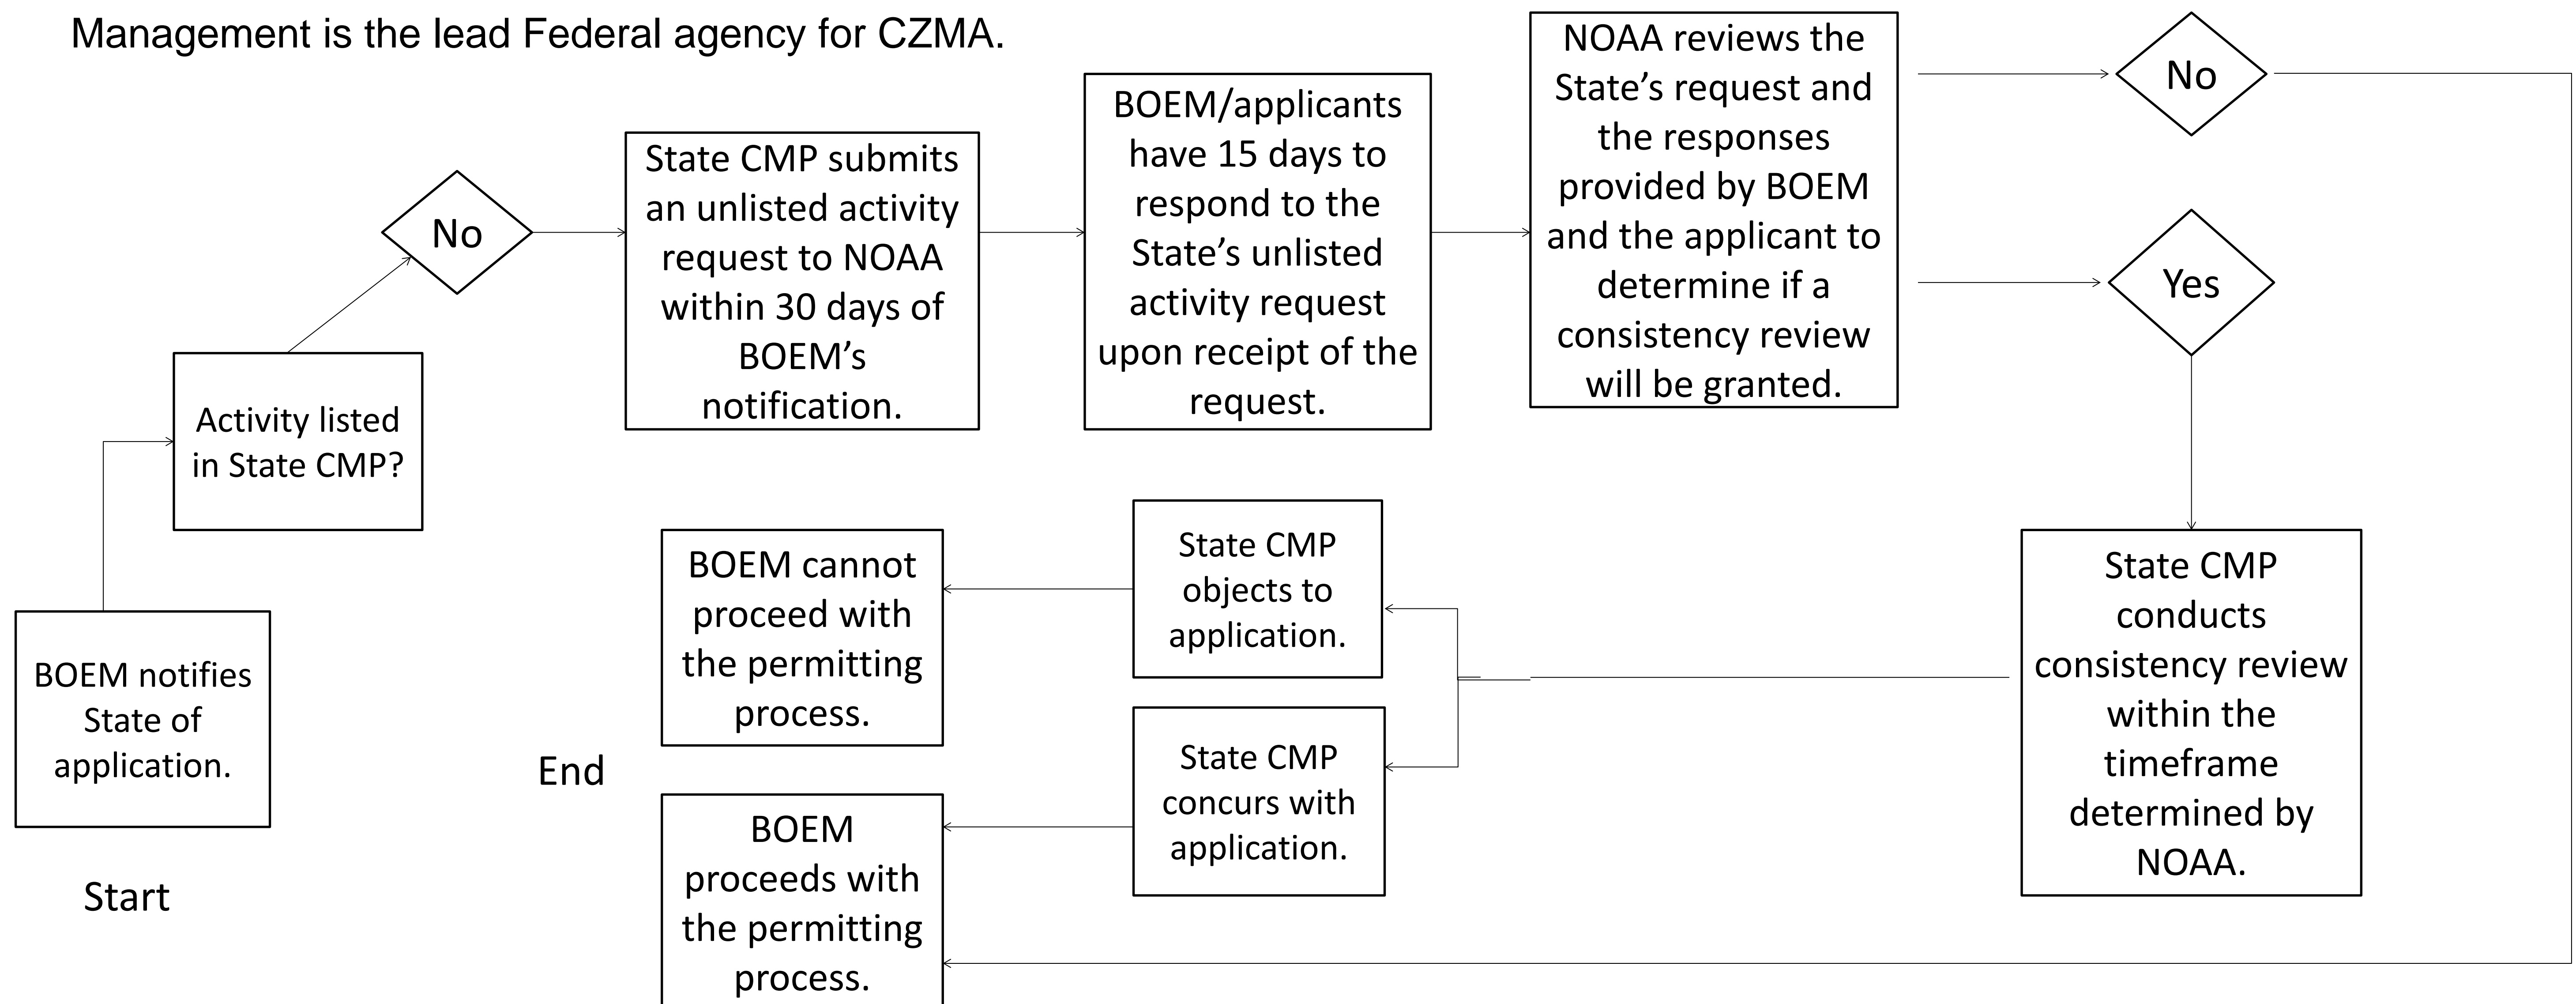 Management is the lead Federal agency for CZMA.
BOEM notifies
State of
application.
Start
Activity listed
in State CMP?
No
State CMP submits
an unlisted activity
request to NOAA
within 30 days of
BOEM’s
notification.
BOEM/applicants
have 15 days to
respond to the
State’s unlisted
activity request
upon receipt of the
request.
NOAA reviews the
State’s request and
the responses
provided by BOEM
and the applicant to
determine if a
consistency review
will be granted.
No
Yes
State CMP
conducts
consistency review
within the
timeframe
determined by
NOAA.
State CMP
objects to
application.
State CMP
concurs with
application.
BOEM cannot
proceed with
the permitting
process.
End
BOEM
proceeds with
the permitting
process.